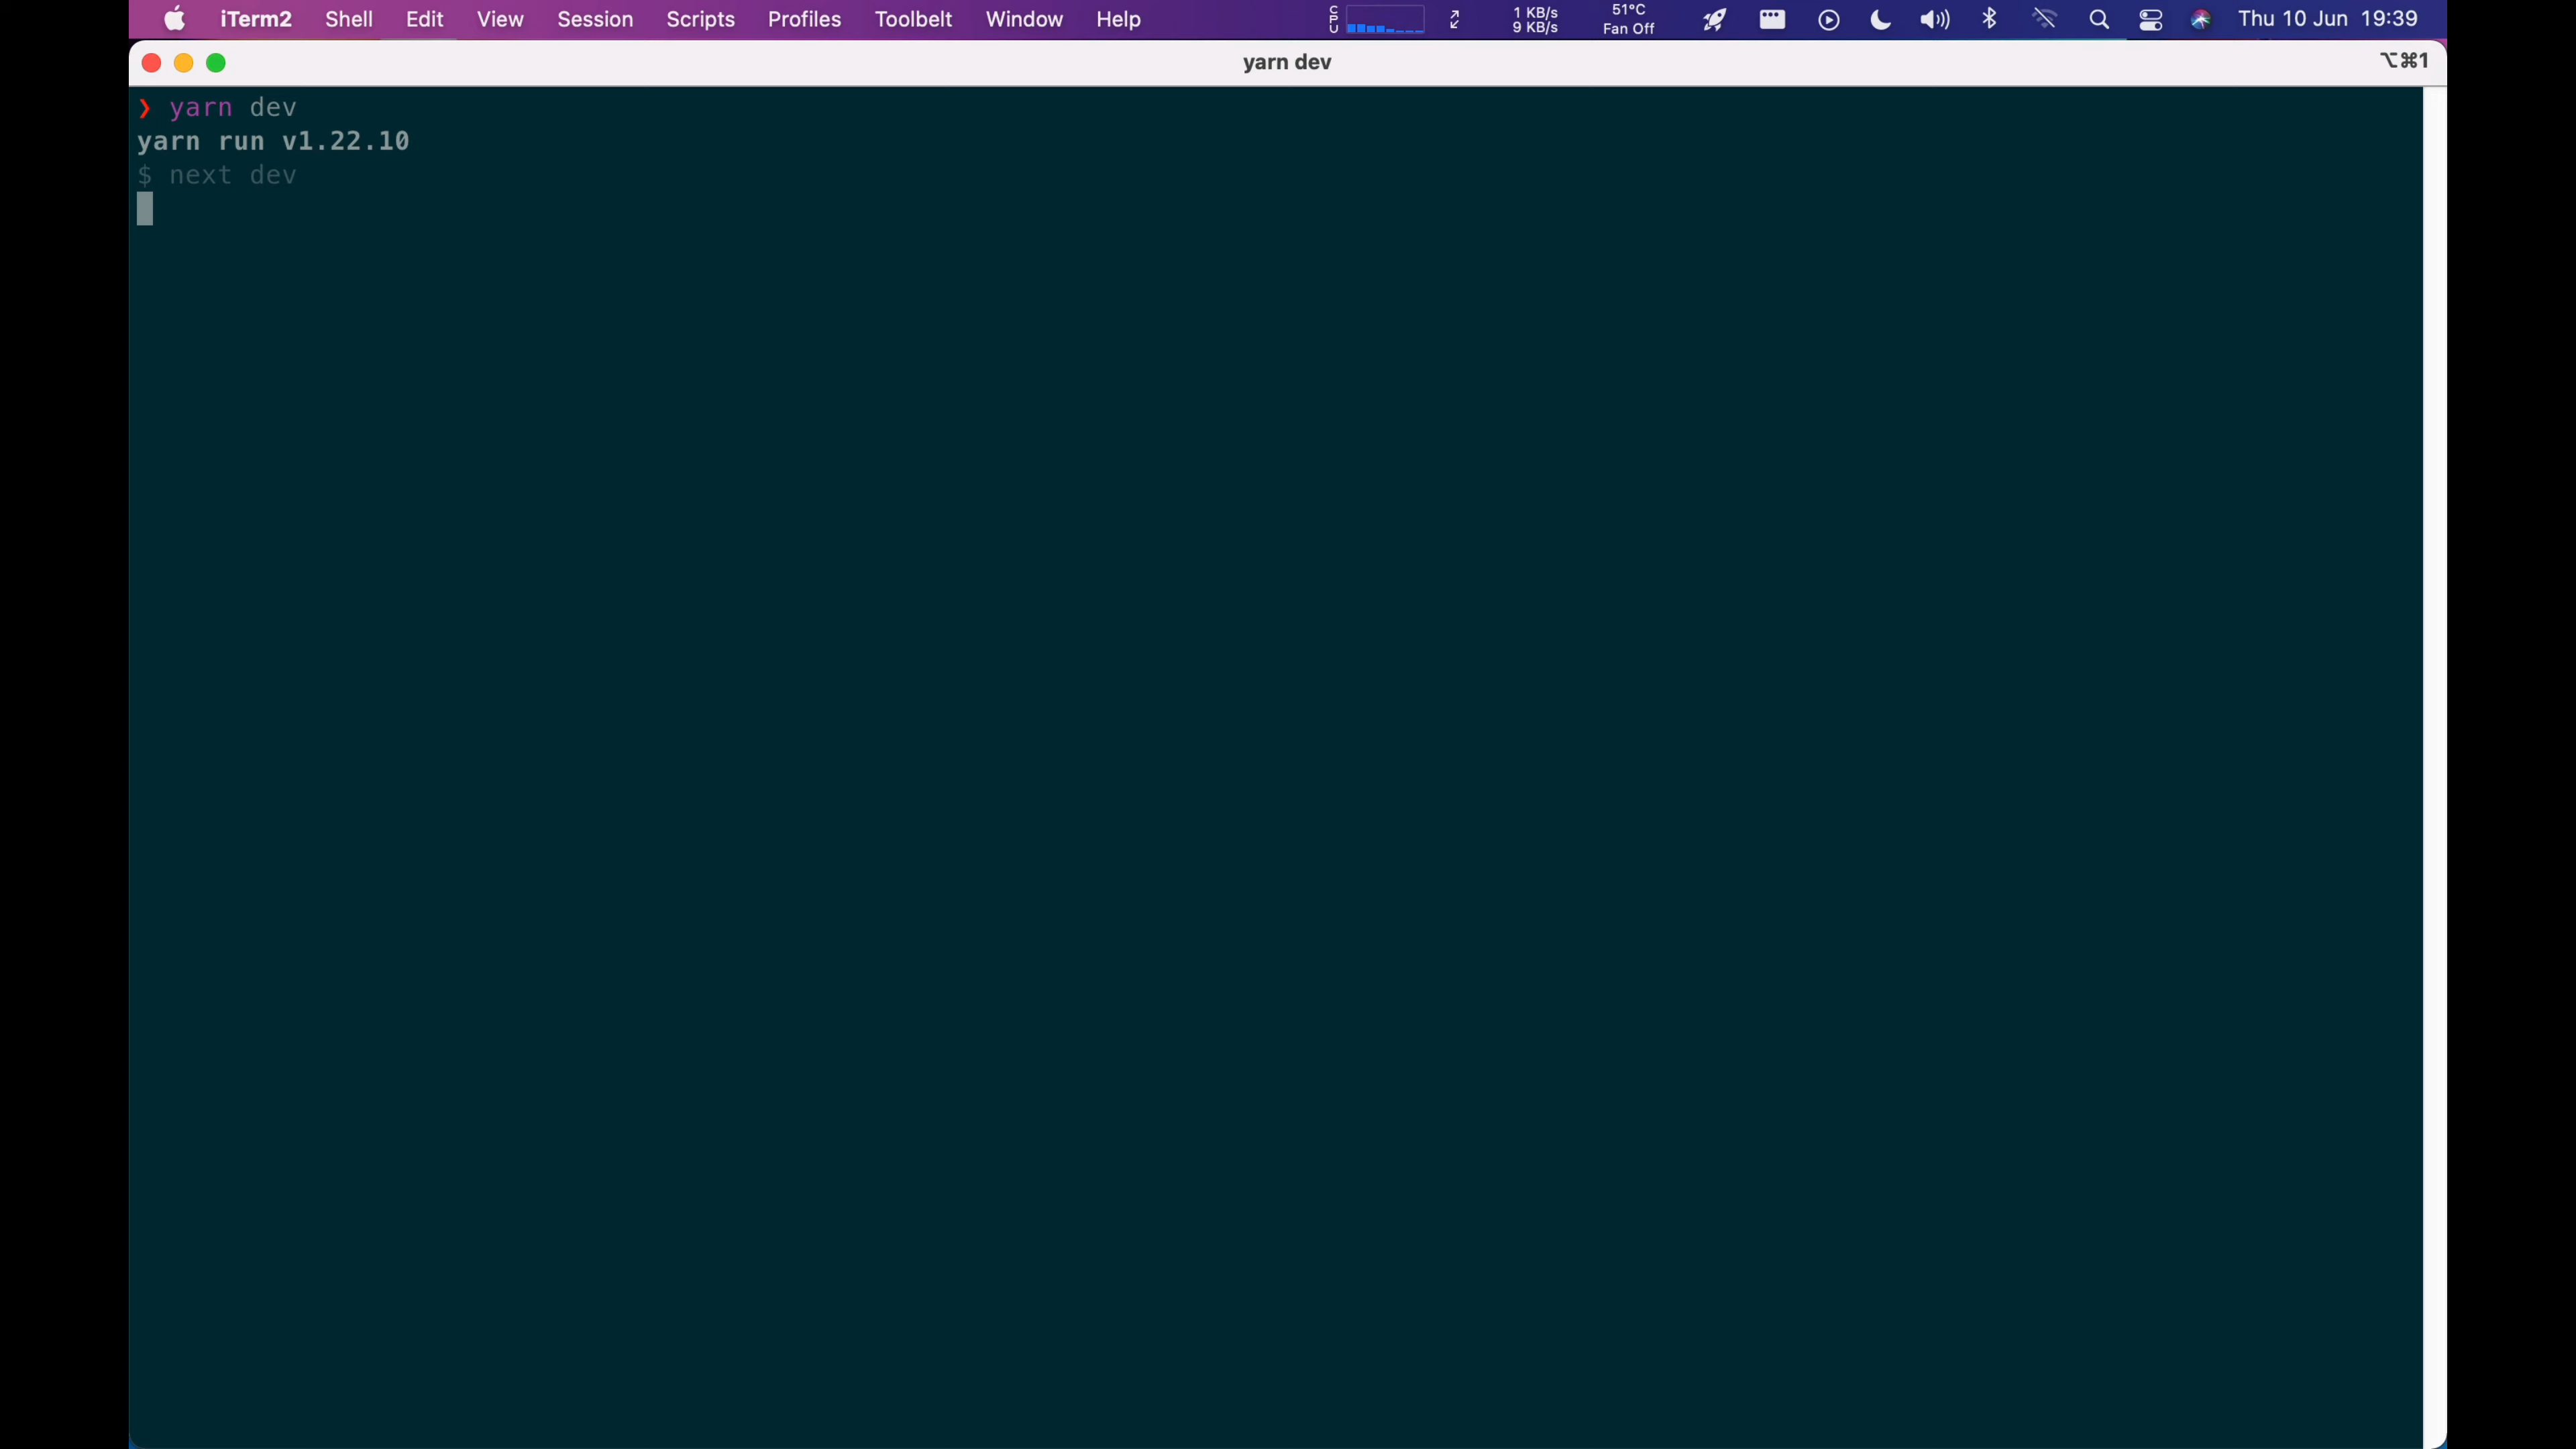 iTerm2 Shell Edit View Session Scripts Profiles Toolbelt Window Help CPU 1 KB/s 9 KB/s 51°C Fan Off Thu 10 Jun 19:39
yarn dev ⌥⌘1
❯ yarn dev
yarn run v1.22.10
$ next dev